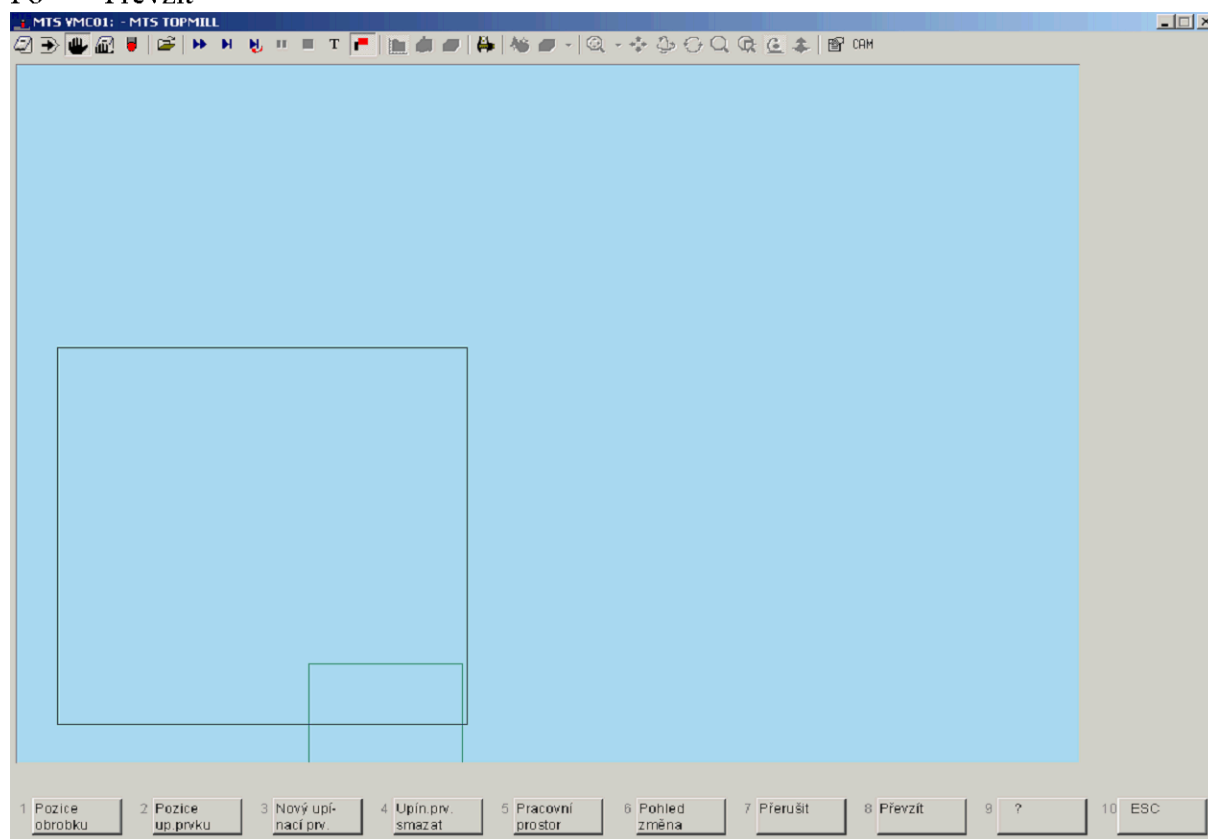 MTS VMC01: - MTS TOPMILL
T CAM
1 Pozice obrobku
2 Pozice up.prvku
3 Nový upí-nací prv.
4 Upín.prv. smazat
5 Pracovní prostor
6 Pohled změna
7 Přerušit
8 Převzít
9 ?
10 ESC